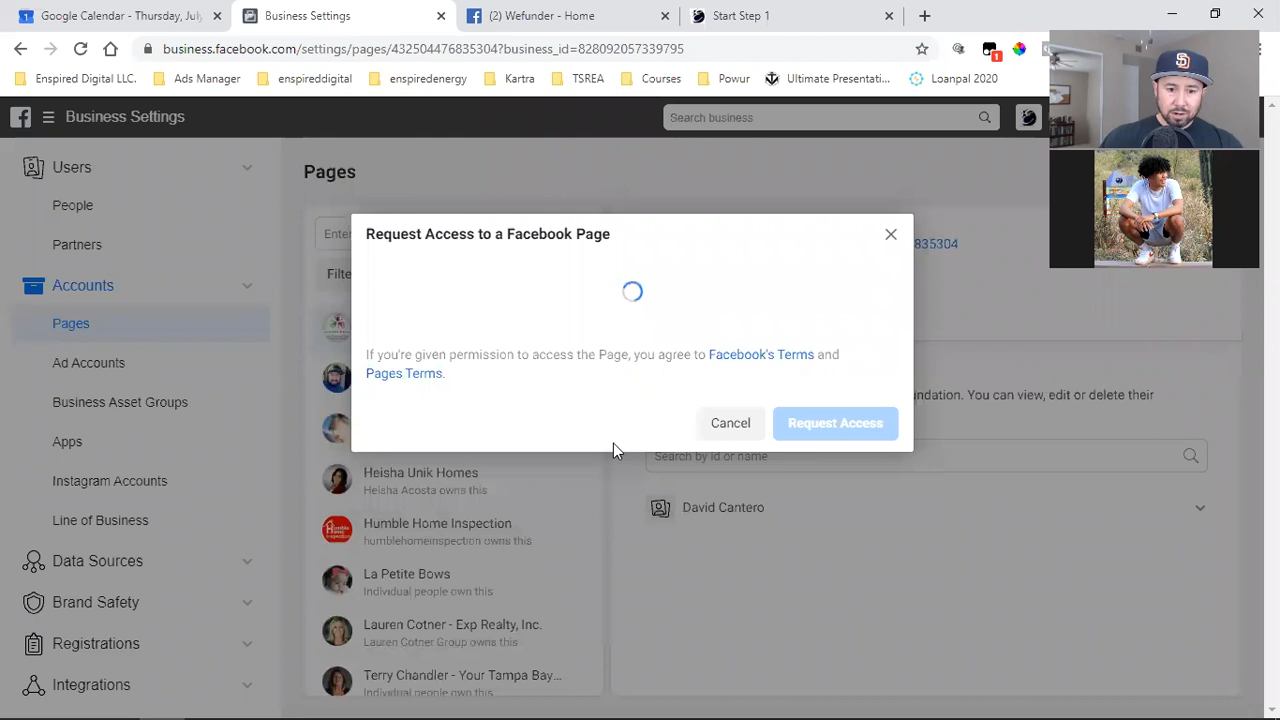 Google Calendar - Thursday, July
Business Settings
(2) Wefunder - Home
Start Step 1
business.facebook.com/settings/pages/432504476835304?business_id=828092057339795
1
Enspired Digital LLC.
Ads Manager
enspireddigital
enspiredenergy
Kartra
TSREA
Courses
Powur
Ultimate Presentati...
Loanpal 2020
Business Settings
Search business
Users
People
Partners
Accounts
Pages
Ad Accounts
Business Asset Groups
Apps
Instagram Accounts
Line of Business
Data Sources
Brand Safety
Registrations
Integrations
Pages
Enter
Filte
Request Access to a Facebook Page
If you're given permission to access the Page, you agree to Facebook's Terms and
Pages Terms.
Cancel
Request Access
835304
ndation. You can view, edit or delete their
Search by id or name
David Cantero
Heisha Unik Homes
Heisha Acosta owns this
Humble Home Inspection
humblehomeinspection owns this
La Petite Bows
Individual people own this
Lauren Cotner - Exp Realty, Inc.
Lauren Cotner Group owns this
Terry Chandler - Your Tampa Bay...
Individual people own this